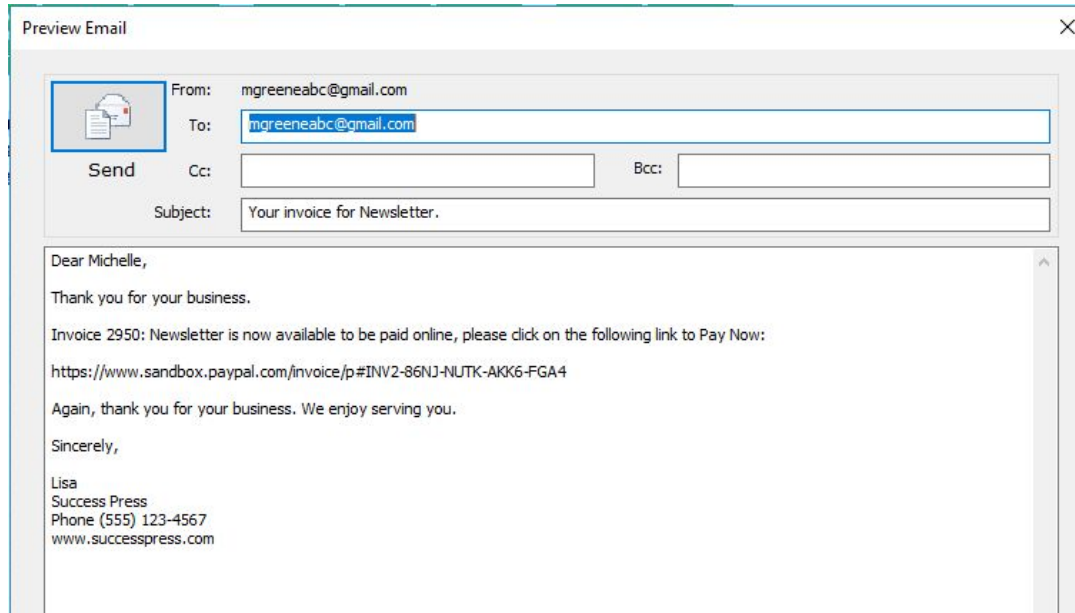 Preview Email
From: mgreeneabc@gmail.com
To: mgreeneabc@gmail.com
Send Cc: Bcc:
Subject: Your invoice for Newsletter.
Dear Michelle,
Thank you for your business.
Invoice 2950: Newsletter is now available to be paid online, please click on the following link to Pay Now:
https://www.sandbox.paypal.com/invoice/p#INV2-86NJ-NUTK-AKK6-FGA4
Again, thank you for your business. We enjoy serving you.
Sincerely,
Lisa
Success Press
Phone (555) 123-4567
www.successpress.com